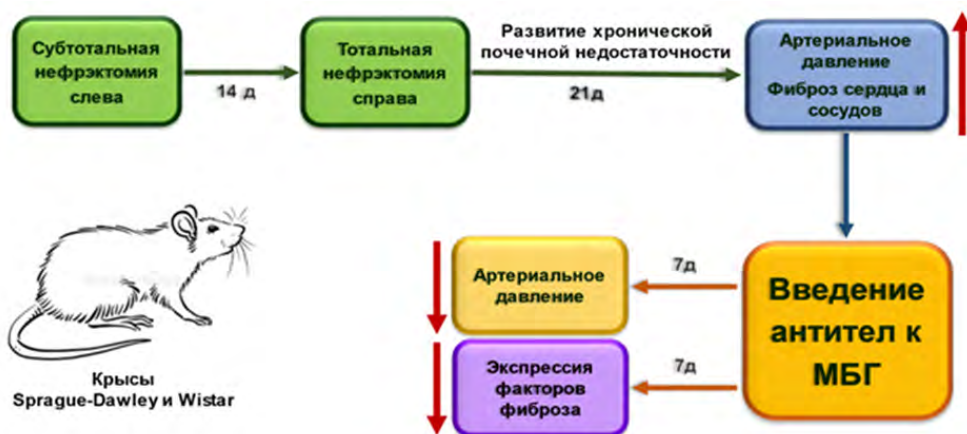 Субтотальная
нефрэктомия
слева
14 д
Тотальная
нефрэктомия
справа
Развитие хронической
почечной недостаточности
21д
Артериальное
давление
Фиброз сердца и
сосудов
Введение
антител к
МБГ
7д
Артериальное
давление
7д
Экспрессия
факторов
фиброза
Крысы
Sprague-Dawley и Wistar